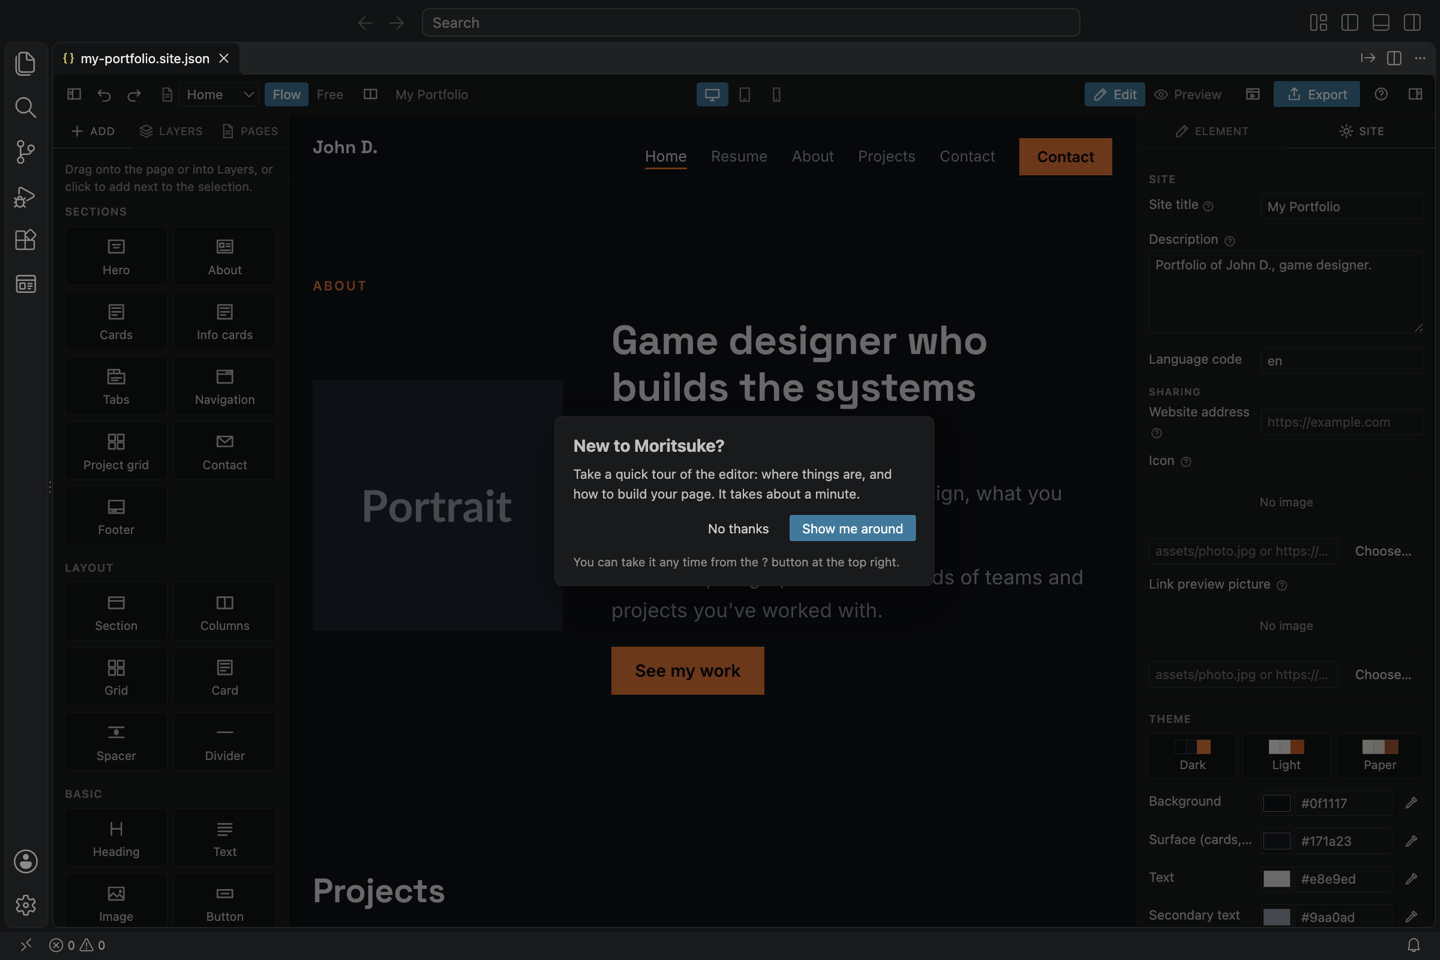 Search
my-portfolio.site.json
Home
Flow
Free
My Portfolio
Edit
Preview
Export
ADD
LAYERS
PAGES
Drag onto the page or into Layers, or
click to add next to the selection.
SECTIONS
Hero
About
Cards
Info cards
Tabs
Navigation
Project grid
Contact
Footer
LAYOUT
Section
Columns
Grid
Card
Spacer
Divider
BASIC
Heading
Text
Image
Button
John D.
Home
Resume
About
Projects
Contact
Contact
ABOUT
Portrait
Game designer who
builds the systems
ign, what you
ds of teams and
projects you've worked with.
See my work
Projects
New to Moritsuke?
Take a quick tour of the editor: where things are, and
how to build your page. It takes about a minute.
No thanks
Show me around
You can take it any time from the ? button at the top right.
ELEMENT
SITE
SITE
Site title
My Portfolio
Description
Portfolio of John D., game designer.
Language code
en
SHARING
Website address
https://example.com
Icon
No image
assets/photo.jpg or https://...
Choose...
Link preview picture
No image
assets/photo.jpg or https://...
Choose...
THEME
Dark
Light
Paper
Background
#0f1117
Surface (cards,...
#171a23
Text
#e8e9ed
Secondary text
#9aa0ad
0
0